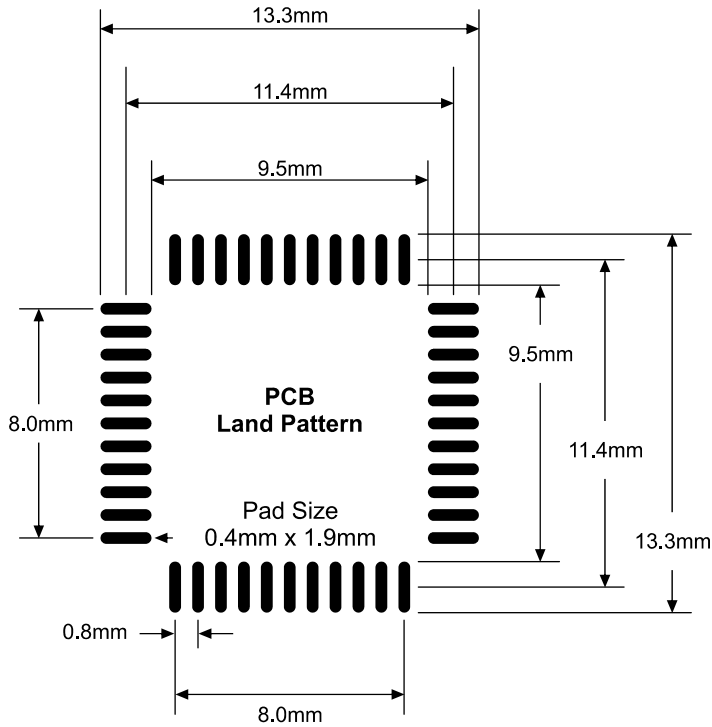 13.3mm
11.4mm
9.5mm
9.5mm
8.0mm
PCB
Land Pattern
11.4mm
Pad Size
0.4mm x 1.9mm
13.3mm
0.8mm
8.0mm